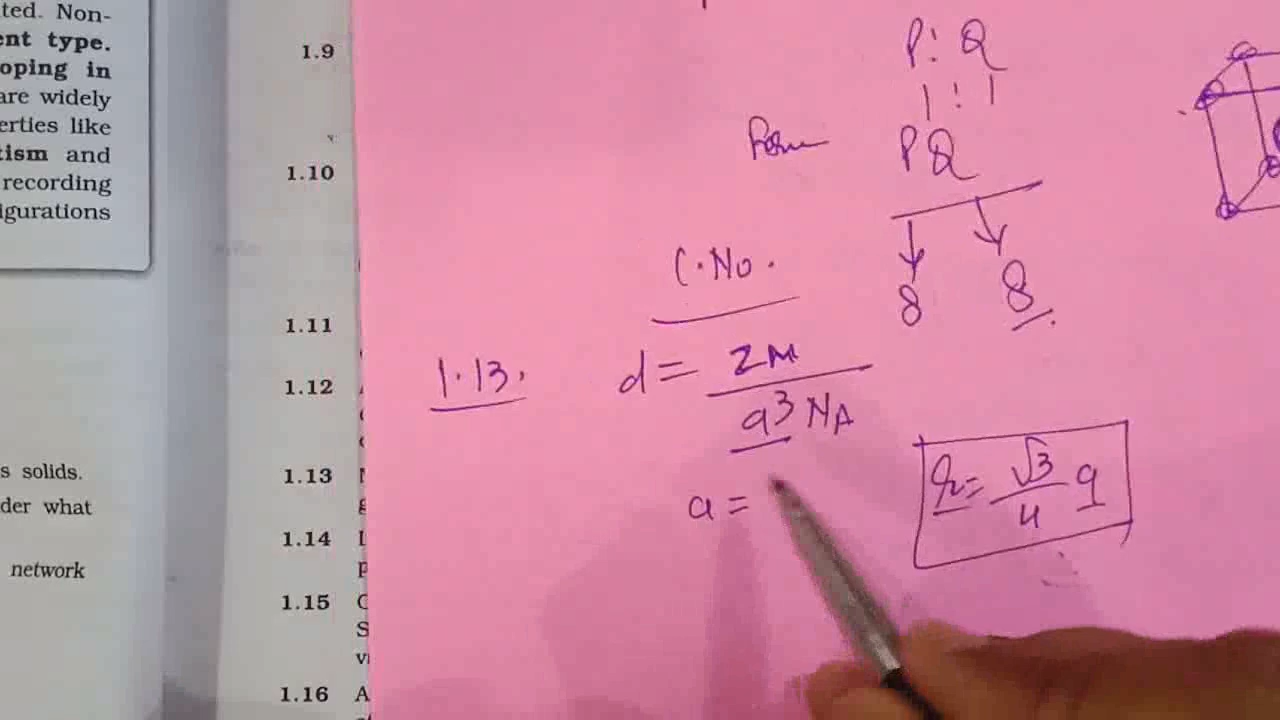 ted. Non-
ent type.
oping in
are widely
erties like
tism and
recording
igurations
s solids.
der what
network
1.9
1.10
1.11
1.12
1.13
1.14
1.15
1.16 A
P : Q
1 : 1
Form PQ
8 8
C.No.
1.13. d = ZM / a³ NA
a =
r = √3/4 a